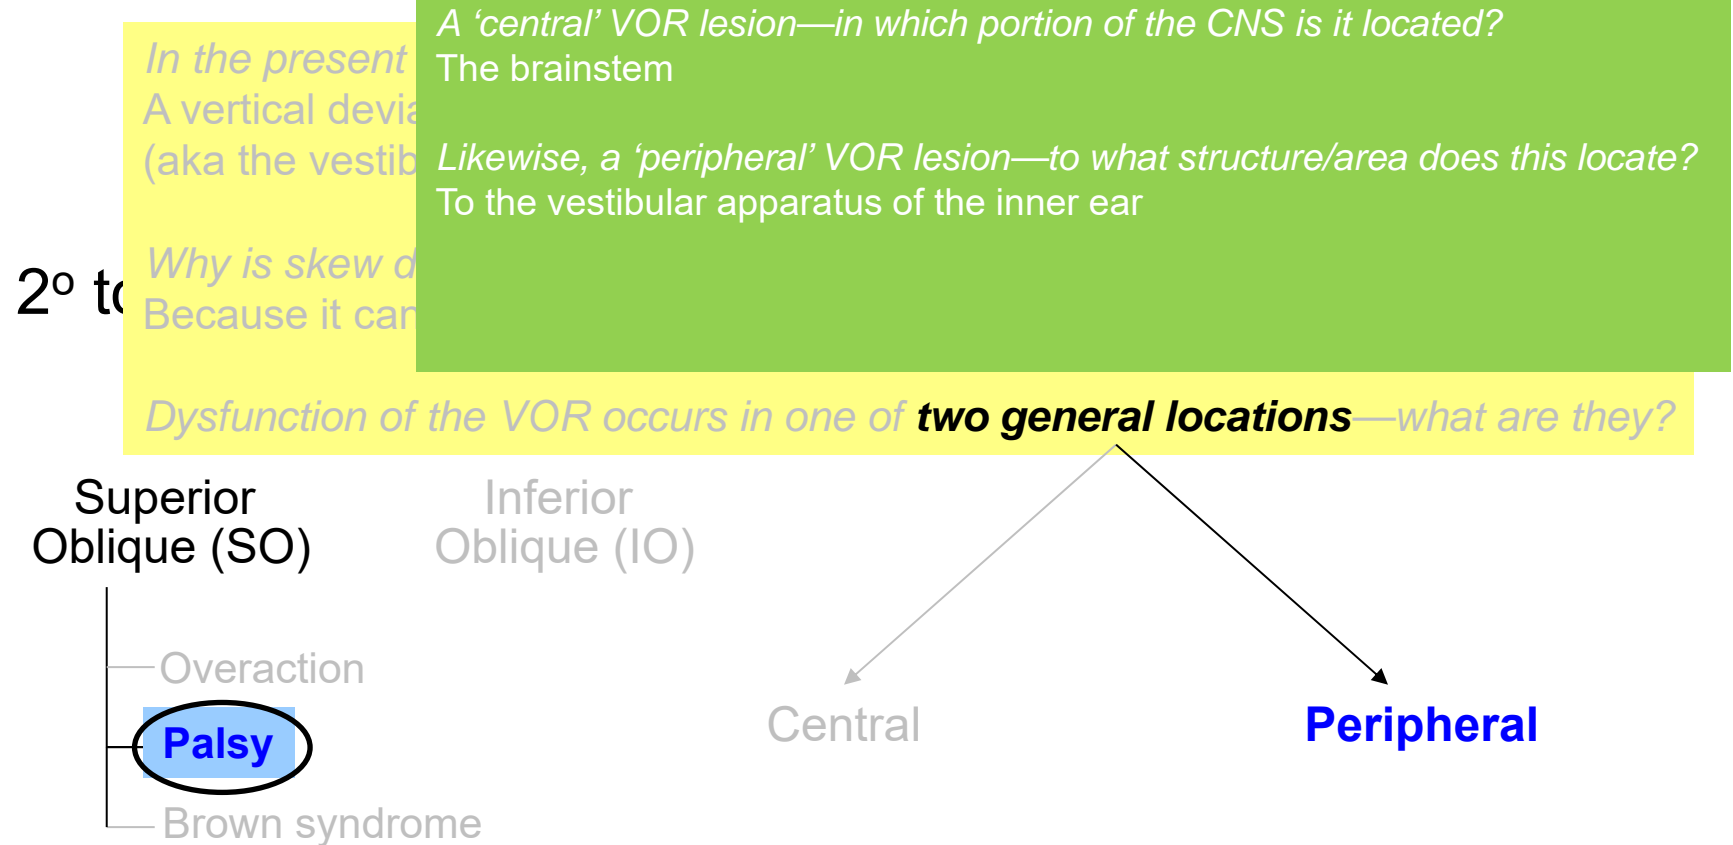 A ‘central’ VOR lesion—in which portion of the CNS is it located?
The brainstem
Likewise, a ‘peripheral’ VOR lesion—to what structure/area does this locate?
To the vestibular apparatus of the inner ear
In the present
A vertical devia
(aka the vestib
Why is skew d
Because it can
2º to
Dysfunction of the VOR occurs in one of two general locations—what are they?
Superior
Oblique (SO)
Inferior
Oblique (IO)
Overaction
Palsy
Brown syndrome
Central
Peripheral